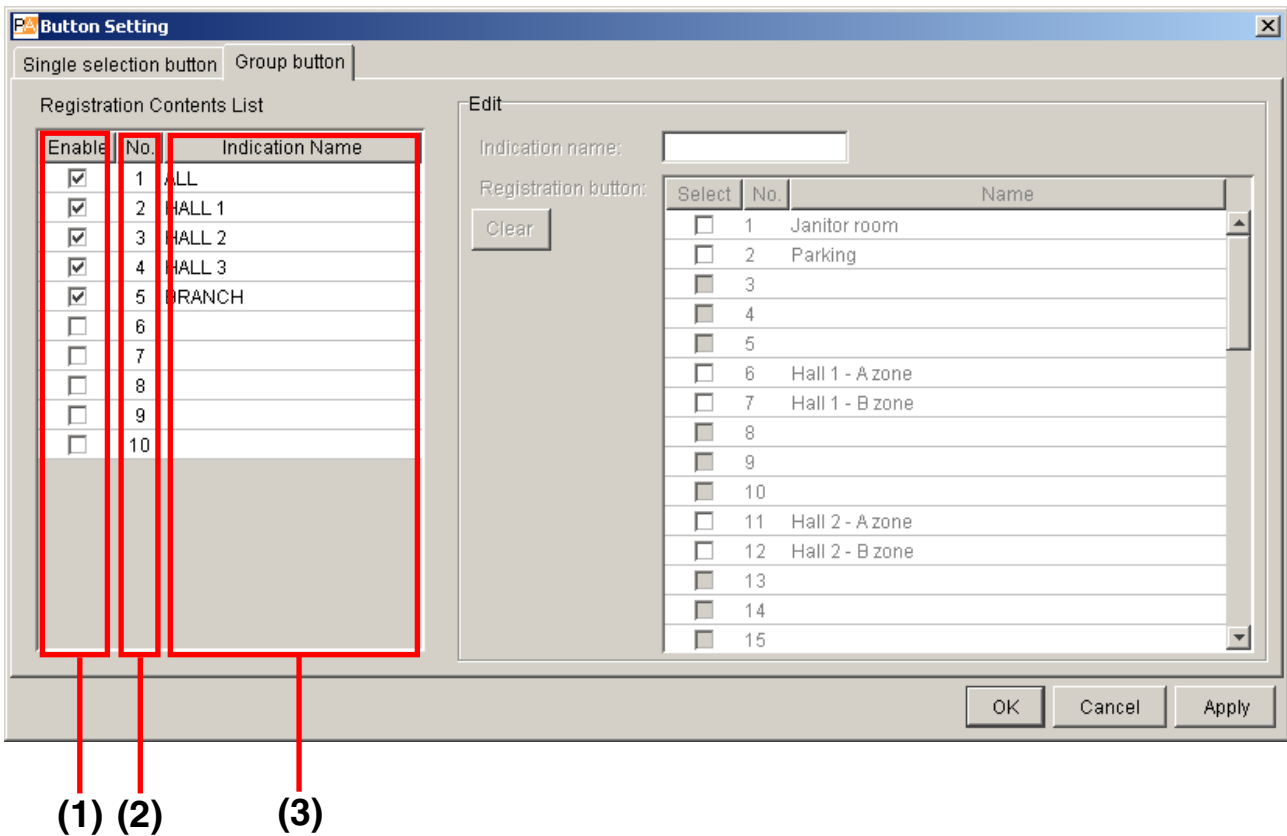 PA Button Setting
Single selection button Group button
Registration Contents List
Enable No. Indication Name
1 ALL
2 HALL 1
3 HALL 2
4 HALL 3
5 BRANCH
6
7
8
9
10
Edit
Indication name:
Registration button:
Clear
Select No. Name
1 Janitor room
2 Parking
3
4
5
6 Hall 1 - A zone
7 Hall 1 - B zone
8
9
10
11 Hall 2 - A zone
12 Hall 2 - B zone
13
14
15
OK Cancel Apply
(1) (2) (3)